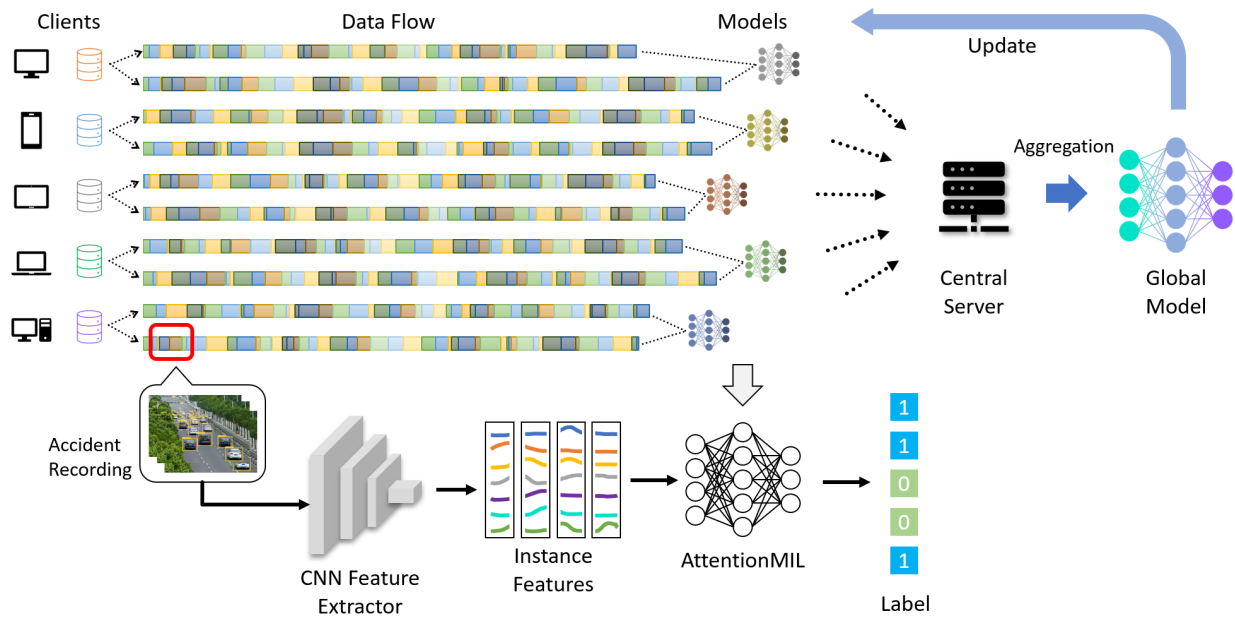 Clients
Data Flow
Models
Update
Aggregation
Central
Server
Global
Model
Accident
Recording
CNN Feature
Extractor
Instance
Features
AttentionMIL
1
1
0
0
1
Label